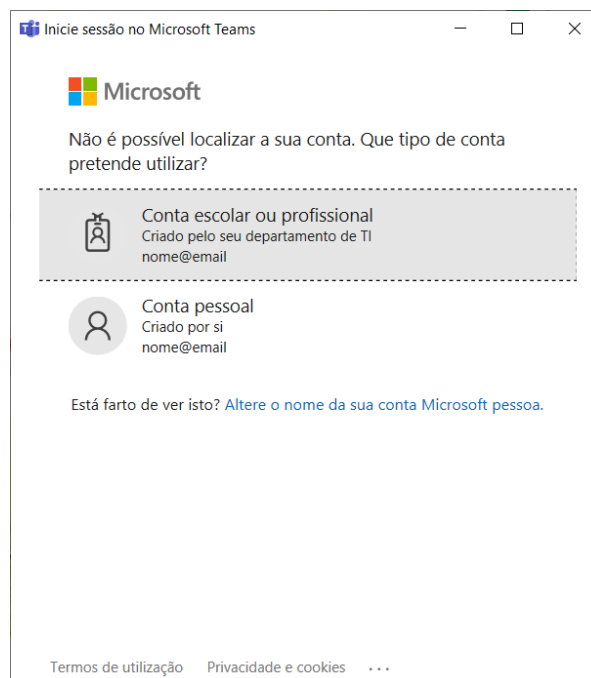 Inicie sessão no Microsoft Teams
Microsoft
Não é possível localizar a sua conta. Que tipo de conta
pretende utilizar?
Conta escolar ou profissional
Criado pelo seu departamento de TI
nome@email
Conta pessoal
Criado por si
nome@email
Está farto de ver isto? Altere o nome da sua conta Microsoft pessoa.
Termos de utilização Privacidade e cookies ...